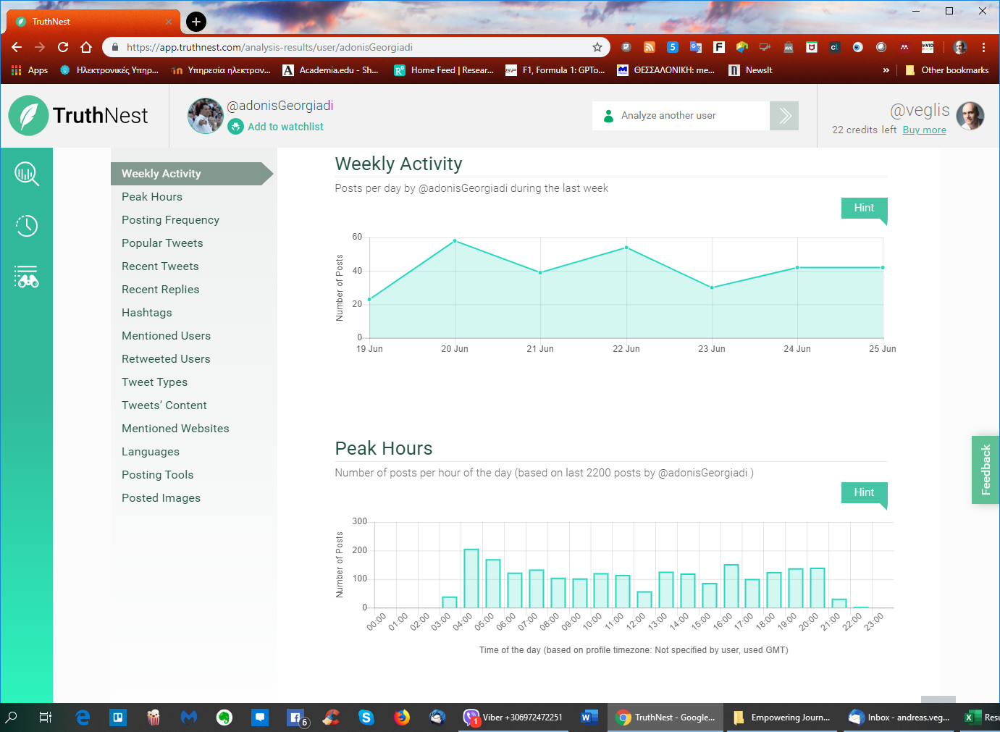 TruthNest
https://app.truthnest.com/analysis-results/user/adonisGeorgiadi
Apps
Ηλεκτρονικές Υπηρ...
Υπηρεσία ηλεκτρον...
Academia.edu - Sh...
Home Feed | Resear...
F1, Formula 1: GPTo...
ΘΕΣΣΑΛΟΝΙΚΗ: me...
NewsIt
»
Other bookmarks
TruthNest
@adonisGeorgiadi
Add to watchlist
Analyze another user
@veglis
22 credits left Buy more
Weekly Activity
Peak Hours
Posting Frequency
Popular Tweets
Recent Tweets
Recent Replies
Hashtags
Mentioned Users
Retweeted Users
Tweet Types
Tweets’ Content
Mentioned Websites
Languages
Posting Tools
Posted Images
Weekly Activity
Posts per day by @adonisGeorgiadi during the last week
Hint
Number of Posts
60
40
20
0
19 Jun 20 Jun 21 Jun 22 Jun 23 Jun 24 Jun 25 Jun
Peak Hours
Number of posts per hour of the day (based on last 2200 posts by @adonisGeorgiadi )
Hint
Number of Posts
300
200
100
0
00:00 01:00 02:00 03:00 04:00 05:00 06:00 07:00 08:00 09:00 10:00 11:00 12:00 13:00 14:00 15:00 16:00 17:00 18:00 19:00 20:00 21:00 22:00 23:00
Time of the day (based on profile timezone: Not specified by user, used GMT)
Feedback
6
1
Viber +306972472251
TruthNest - Google...
Empowering Journ...
Inbox - andreas.veg...
Resu